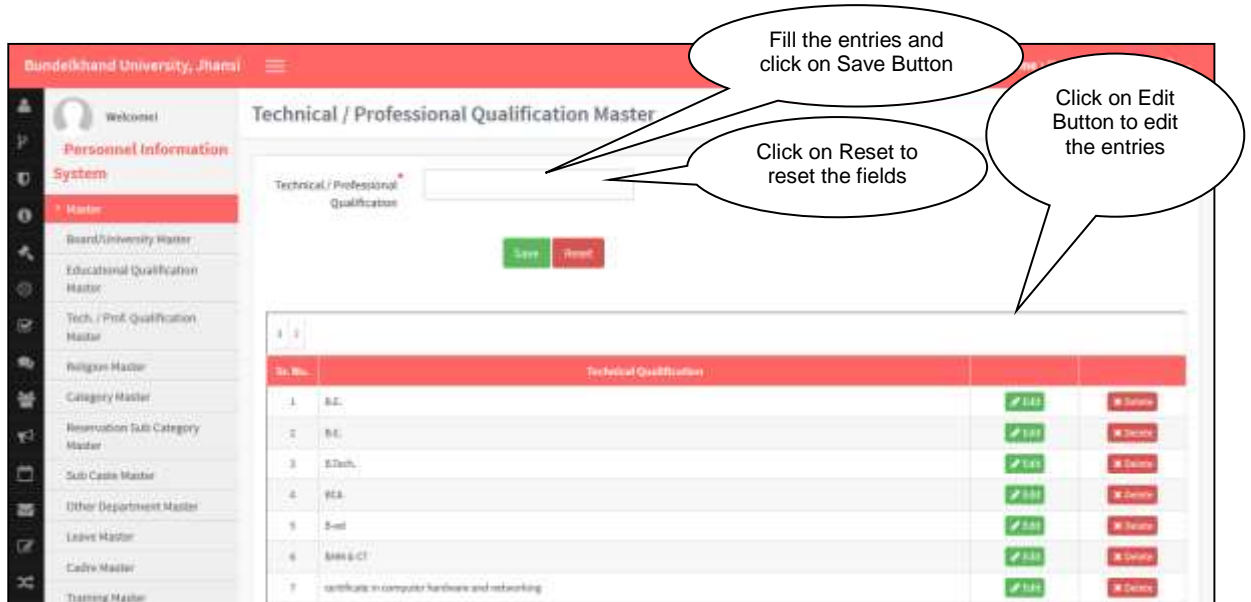 Fill the entries and
click on Save Button
Bundelkhand University, Jhansi
Click on Edit
Button to edit
the entries
Welcome!
Technical / Professional Qualification Master
Personnel Information
System
Click on Reset to
reset the fields
Technical / Professional*
Qualification
Master
Board/University Master
Save Reset
Educational Qualification
Master
Tech. / Prof. Qualification
Master
Religion Master
Sr. No. Technical Qualification
Category Master
1 Edit Delete
Reservation Sub Category
Master
2 Edit Delete
3 B.Tech. Edit Delete
Sub Caste Master
4 Edit Delete
Other Department Master
5 B-ed Edit Delete
Leave Master
6 Edit Delete
Cadre Master
7 certificate in computer hardware and networking Edit Delete
Training Master